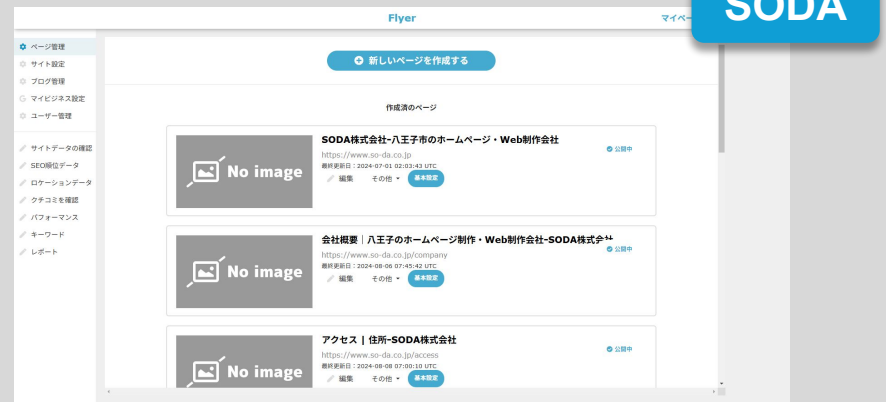 SODA
Flyer
マイペー
ページ管理
サイト設定
ブログ管理
マイビジネス設定
ユーザー管理
サイトデータの確認
SEO順位データ
ロケーションデータ
クチコミを確認
パフォーマンス
キーワード
レポート
新しいページを作成する
作成済のページ
No image
SODA株式会社-八王子市のホームページ・Web制作会社
https://www.so-da.co.jp
最終更新日：2024-07-01 02:03:43 UTC
編集 その他 基本設定
公開中
No image
会社概要｜八王子のホームページ制作・Web制作会社-SODA株式会社
https://www.so-da.co.jp/company
最終更新日：2024-08-06 07:45:42 UTC
編集 その他 基本設定
公開中
No image
アクセス | 住所-SODA株式会社
https://www.so-da.co.jp/access
最終更新日：2024-08-08 07:00:10 UTC
編集 その他 基本設定
公開中